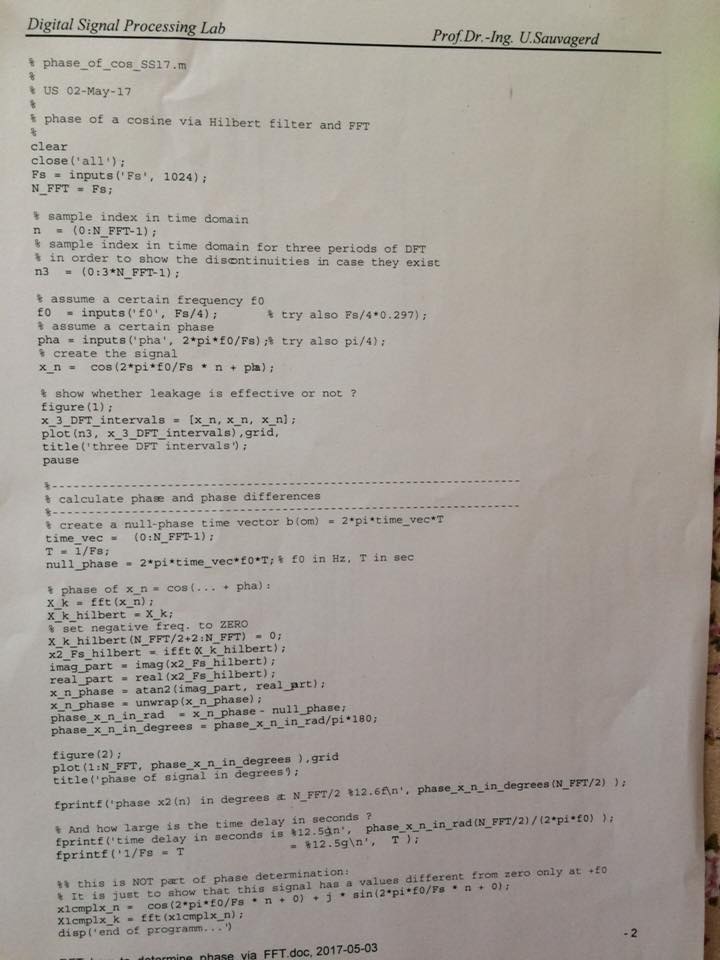 Digital Signal Processing Lab Prof.Dr.-Ing. U.Sauvagerd
% phase_of_cos_SS17.m
%
% US 02-May-17
%
% phase of a cosine via Hilbert filter and FFT
%
clear
close('all');
Fs = inputs('Fs', 1024);
N_FFT = Fs;
% sample index in time domain
n = (0:N_FFT-1);
% sample index in time domain for three periods of DFT
% in order to show the discontinuities in case they exist
n3 = (0:3*N_FFT-1);
% assume a certain frequency f0
f0 = inputs('f0', Fs/4); % try also Fs/4*0.297);
% assume a certain phase
pha = inputs('pha', 2*pi*f0/Fs);% try also pi/4);
% create the signal
x_n = cos(2*pi*f0/Fs * n + pha);
% show whether leakage is effective or not ?
figure(1);
x_3_DFT_intervals = [x_n, x_n, x_n];
plot(n3, x_3_DFT_intervals),grid,
title('three DFT intervals');
pause
%---------------------------------------------------------------
% calculate phase and phase differences
%---------------------------------------------------------------
% create a null-phase time vector b(om) = 2*pi*time_vec*T
time_vec = (0:N_FFT-1);
T = 1/Fs;
null_phase = 2*pi*time_vec*f0*T;% f0 in Hz, T in sec
% phase of x_n = cos(... + pha):
X_k = fft(x_n);
X_k_hilbert = X_k;
% set negative freq. to ZERO
X_k_hilbert(N_FFT/2+2:N_FFT) = 0;
x2_Fs_hilbert = ifft(X_k_hilbert);
imag_part = imag(x2_Fs_hilbert);
real_part = real(x2_Fs_hilbert);
x_n_phase = atan2(imag_part, real_part);
x_n_phase = unwrap(x_n_phase);
phase_x_n_in_rad = x_n_phase - null_phase;
phase_x_n_in_degrees = phase_x_n_in_rad/pi*180;
figure(2);
plot(1:N_FFT, phase_x_n_in_degrees ),grid
title('phase of signal in degrees');
fprintf('phase x2(n) in degrees at N_FFT/2 %12.6f\n', phase_x_n_in_degrees(N_FFT/2) );
% And how large is the time delay in seconds ?
fprintf('time delay in seconds is %12.5g\n', phase_x_n_in_rad(N_FFT/2)/(2*pi*f0) );
fprintf('1/Fs = T = %12.5g\n', T );
%% this is NOT part of phase determination:
% It is just to show that this signal has a values different from zero only at +f0
x1cmplx_n = cos(2*pi*f0/Fs * n + 0) + j * sin(2*pi*f0/Fs * n + 0);
X1cmplx_k = fft(x1cmplx_n);
disp('end of programm...')
- 2
how to determine phase via FFT.doc, 2017-05-03